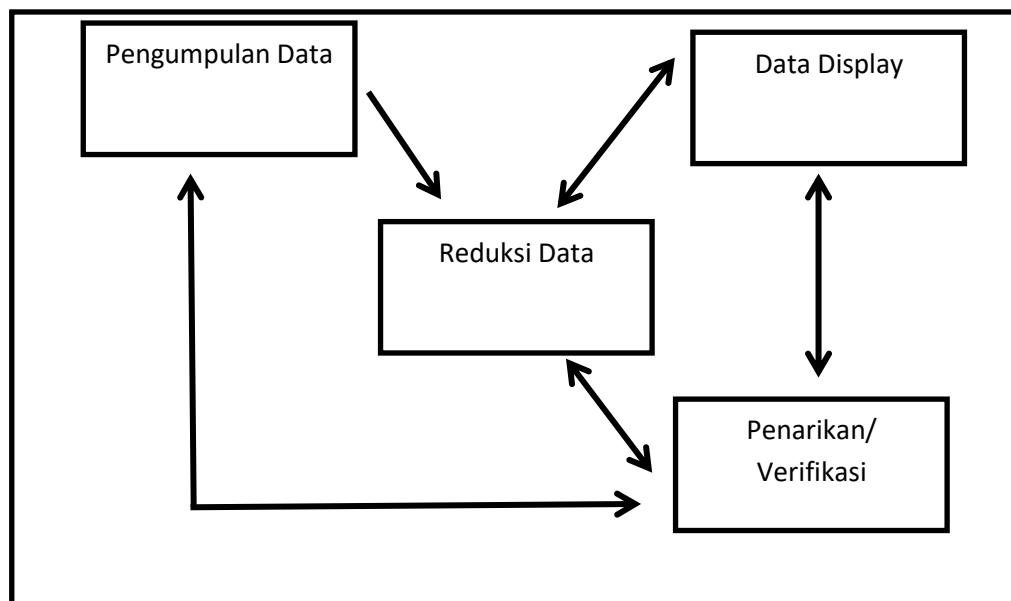 Pengumpulan Data
Data Display
Reduksi Data
Penarikan/
Verifikasi